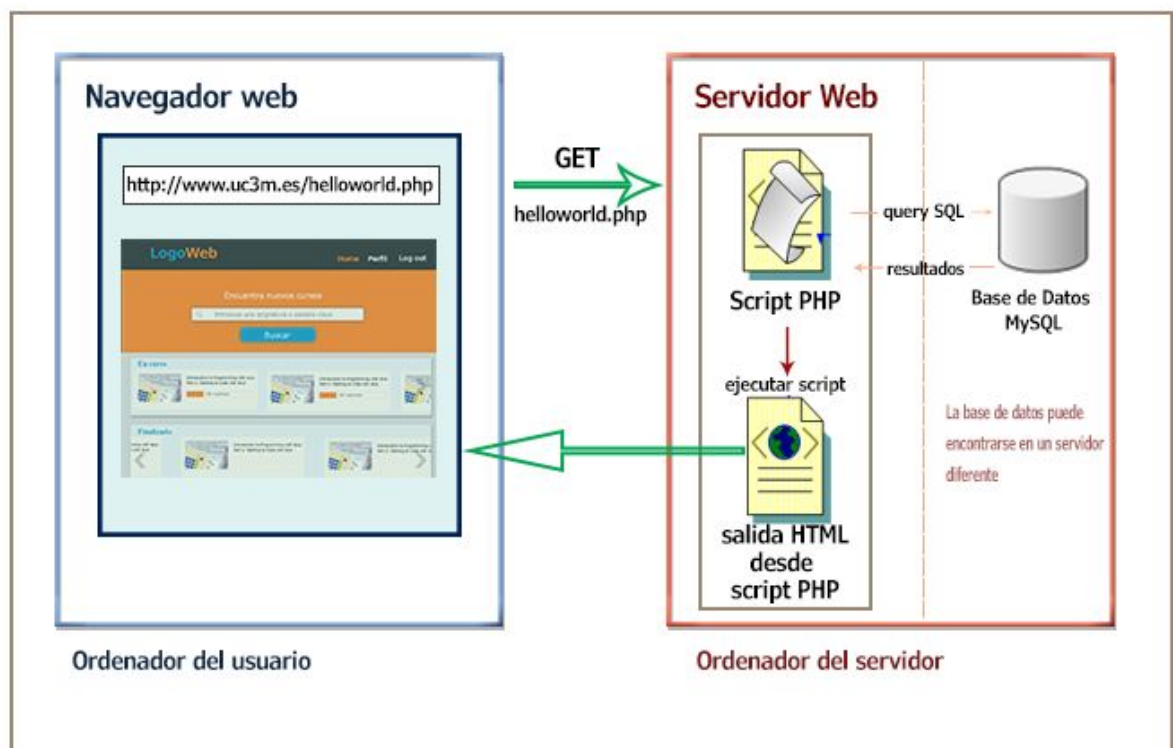 Navegador web
http://www.uc3m.es/helloworld.php
LogoWeb
Home Perfil Log out
Encuentra nuevos cursos
Buscar
En curso
Finalizado
Ordenador del usuario
GET
helloworld.php
Servidor Web
Script PHP
ejecutar script
salida HTML
desde
script PHP
query SQL
resultados
Base de Datos
MySQL
La base de datos puede
encontrarse en un servidor
diferente
Ordenador del servidor